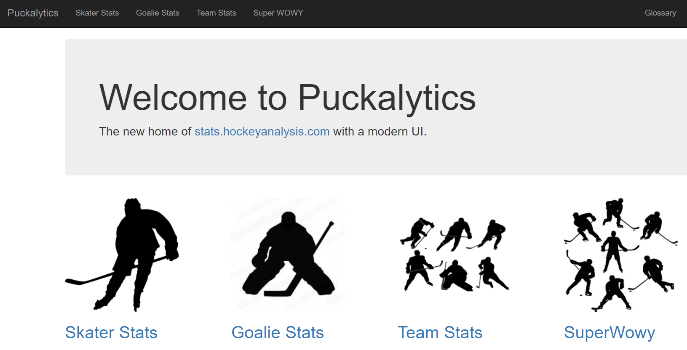 Puckalytics Skater Stats Goalie Stats Team Stats Super WOWY Glossary
Welcome to Puckalytics
The new home of stats.hockeyanalysis.com with a modern UI.
Skater Stats Goalie Stats Team Stats SuperWowy